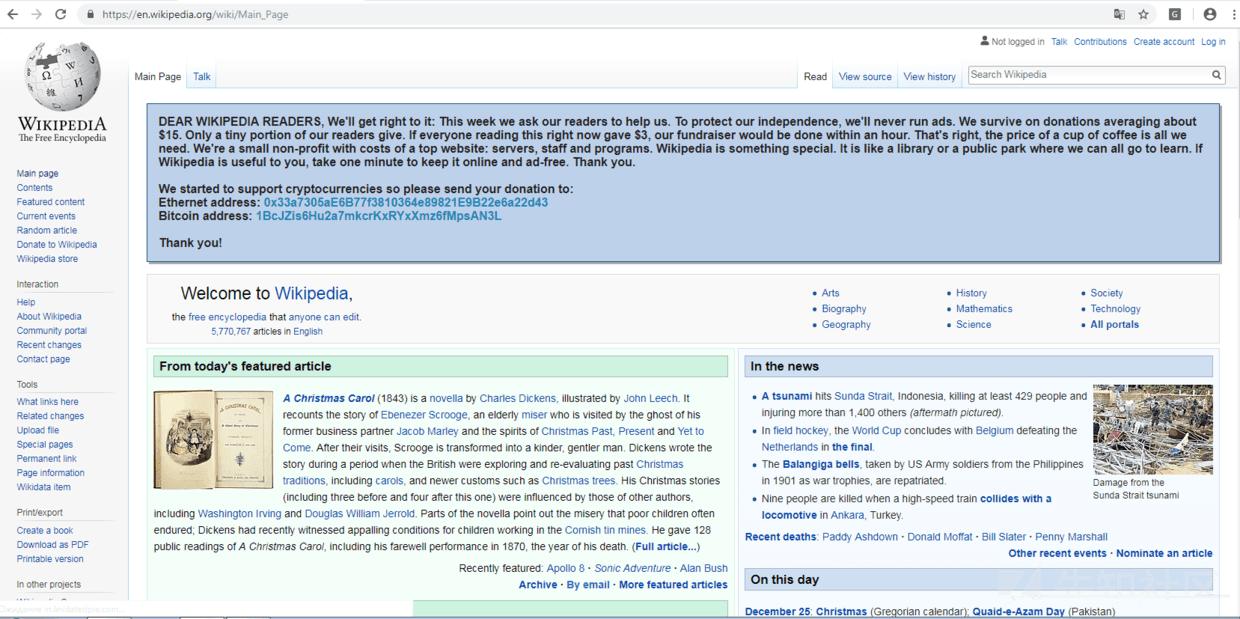 https://en.wikipedia.org/wiki/Main_Page
Not logged in Talk Contributions Create account Log in
Main Page Talk Read View source View history Search Wikipedia
WIKIPEDIA
The Free Encyclopedia
Main page
Contents
Featured content
Current events
Random article
Donate to Wikipedia
Wikipedia store
Interaction
Help
About Wikipedia
Community portal
Recent changes
Contact page
Tools
What links here
Related changes
Upload file
Special pages
Permanent link
Page information
Wikidata item
Print/export
Create a book
Download as PDF
Printable version
In other projects
DEAR WIKIPEDIA READERS, We'll get right to it: This week we ask our readers to help us. To protect our independence, we'll never run ads. We survive on donations averaging about
$15. Only a tiny portion of our readers give. If everyone reading this right now gave $3, our fundraiser would be done within an hour. That's right, the price of a cup of coffee is all we
need. We're a small non-profit with costs of a top website: servers, staff and programs. Wikipedia is something special. It is like a library or a public park where we can all go to learn. If
Wikipedia is useful to you, take one minute to keep it online and ad-free. Thank you.
We started to support cryptocurrencies so please send your donation to:
Ethernet address: 0x33a7305aE6B77f3810364e89821E9B22e6a22d43
Bitcoin address: 1BcJZis6Hu2a7mkcrKxRYxXmz6fMpsAN3L
Thank you!
Welcome to Wikipedia,
the free encyclopedia that anyone can edit.
5,770,767 articles in English
Arts
Biography
Geography
History
Mathematics
Science
Society
Technology
All portals
From today's featured article
A Christmas Carol (1843) is a novella by Charles Dickens, illustrated by John Leech. It
recounts the story of Ebenezer Scrooge, an elderly miser who is visited by the ghost of his
former business partner Jacob Marley and the spirits of Christmas Past, Present and Yet to
Come. After their visits, Scrooge is transformed into a kinder, gentler man. Dickens wrote the
story during a period when the British were exploring and re-evaluating past Christmas
traditions, including carols, and newer customs such as Christmas trees. His Christmas stories
(including three before and four after this one) were influenced by those of other authors,
including Washington Irving and Douglas William Jerrold. Parts of the novella point out the misery that poor children often
endured; Dickens had recently witnessed appalling conditions for children working in the Cornish tin mines. He gave 128
public readings of A Christmas Carol, including his farewell performance in 1870, the year of his death. (Full article...)
Recently featured: Apollo 8 · Sonic Adventure · Alan Bush
Archive · By email · More featured articles
In the news
A tsunami hits Sunda Strait, Indonesia, killing at least 429 people and
injuring more than 1,400 others (aftermath pictured).
In field hockey, the World Cup concludes with Belgium defeating the
Netherlands in the final.
The Balangiga bells, taken by US Army soldiers from the Philippines
in 1901 as war trophies, are repatriated.
Nine people are killed when a high-speed train collides with a
locomotive in Ankara, Turkey.
Damage from the
Sunda Strait tsunami
Recent deaths: Paddy Ashdown · Donald Moffat · Bill Slater · Penny Marshall
Other recent events · Nominate an article
On this day
December 25: Christmas (Gregorian calendar); Quaid-e-Azam Day (Pakistan)